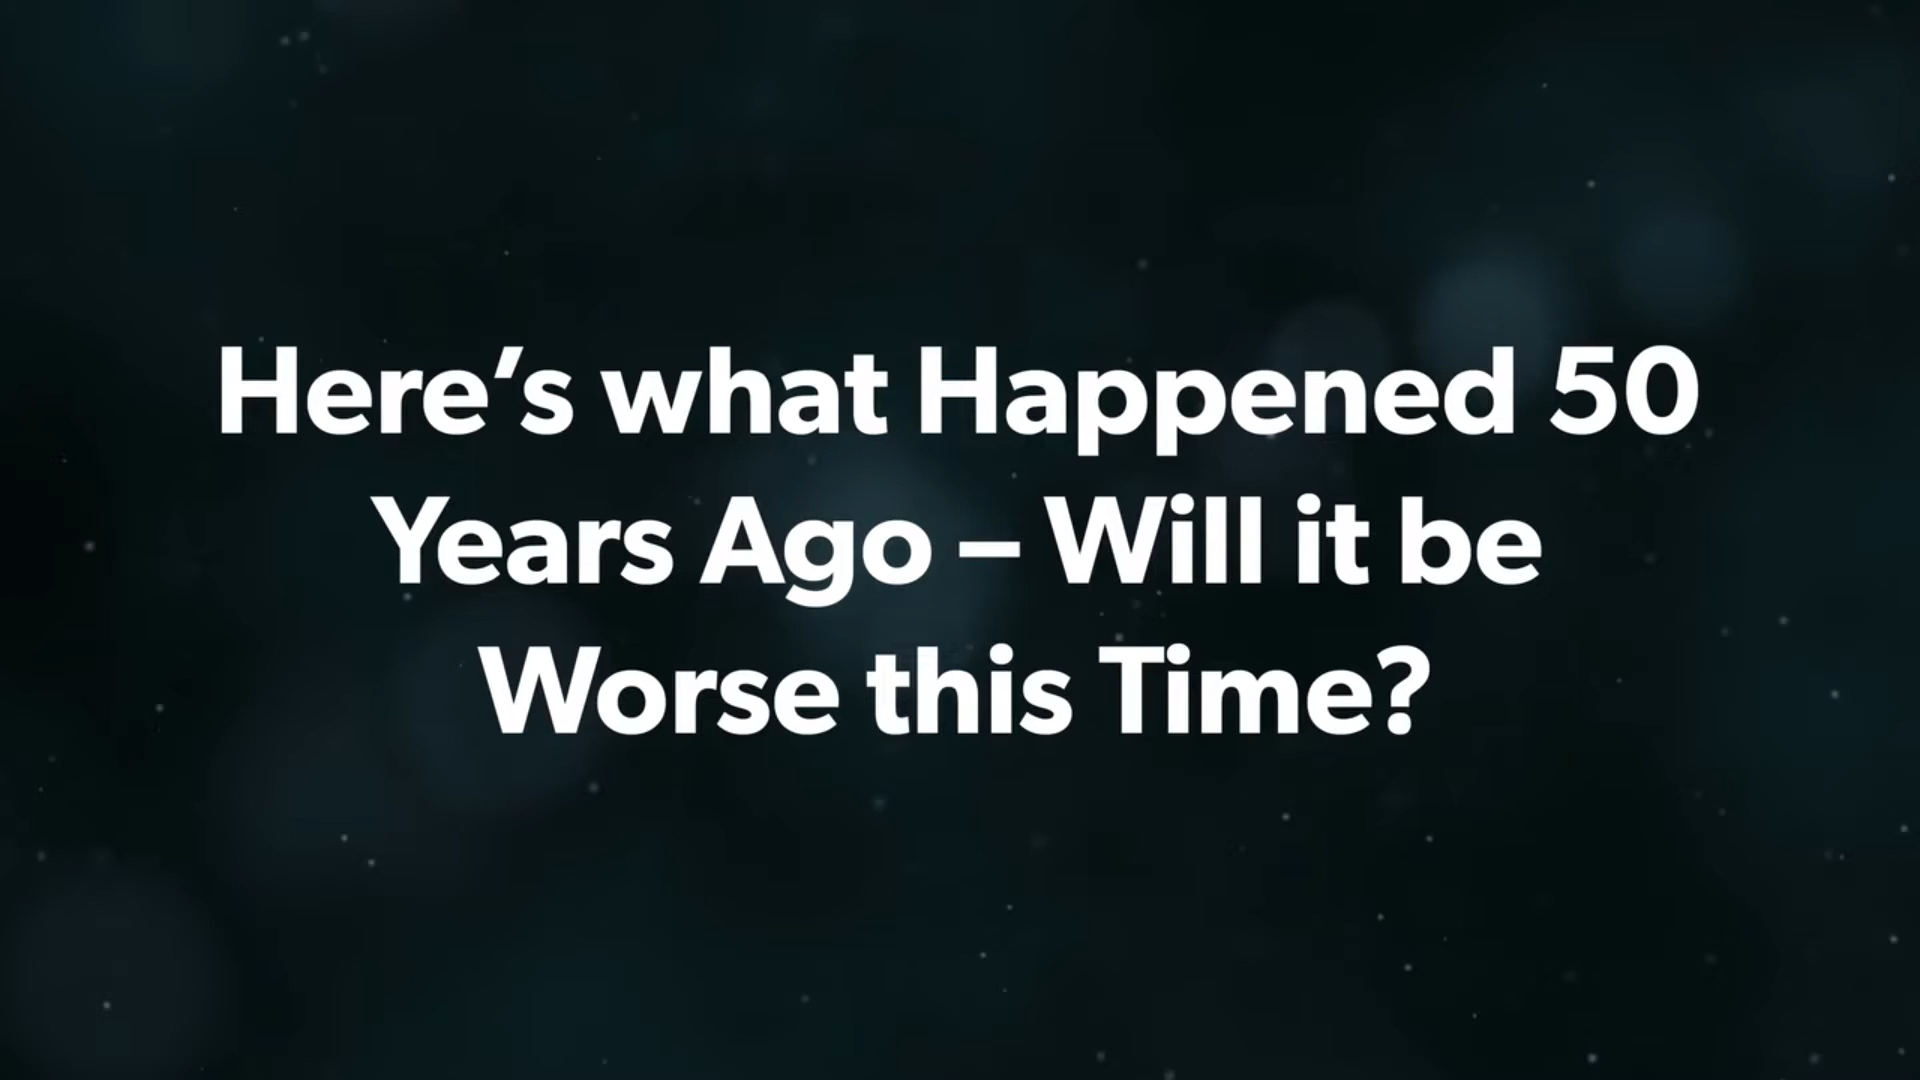 Here’s what Happened 50
Years Ago – Will it be
Worse this Time?